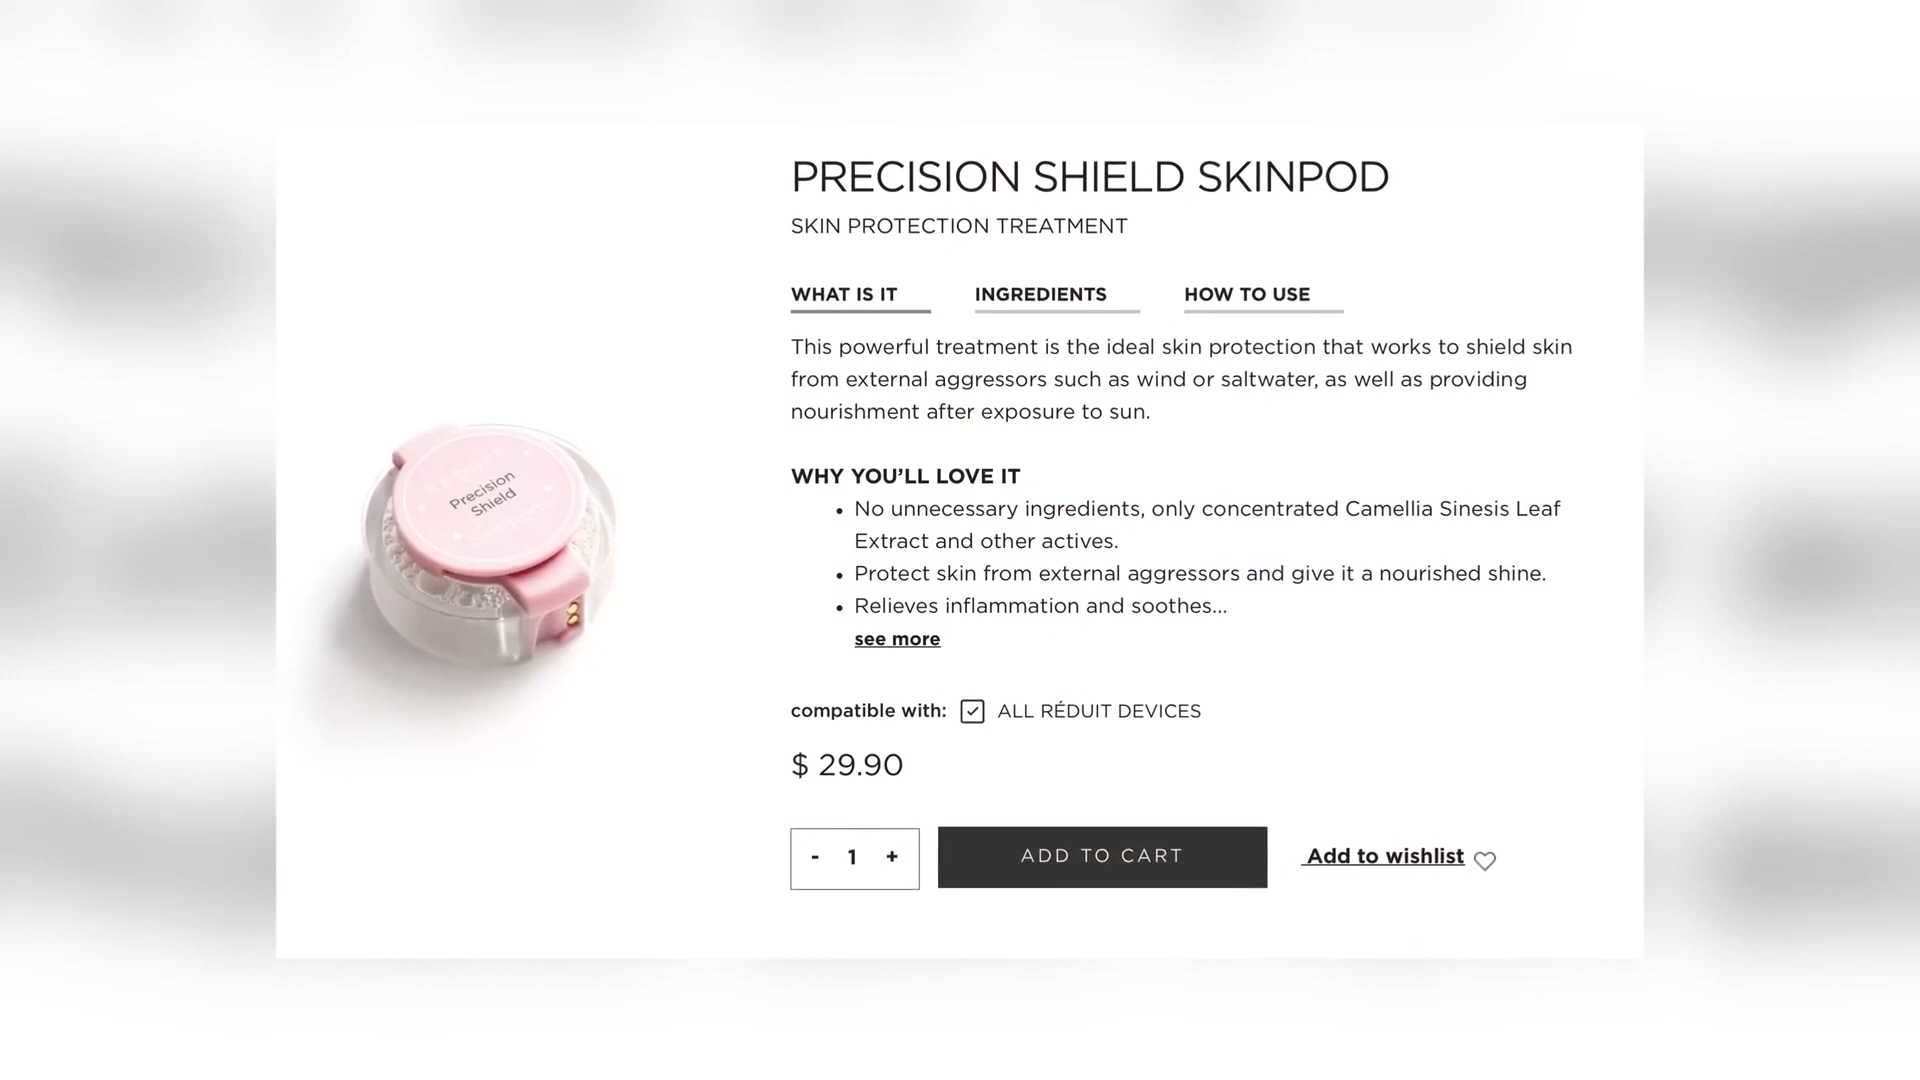 PRECISION SHIELD SKINPOD
SKIN PROTECTION TREATMENT
WHAT IS IT
INGREDIENTS
HOW TO USE
This powerful treatment is the ideal skin protection that works to shield skin
from external aggressors such as wind or saltwater, as well as providing
nourishment after exposure to sun.
WHY YOU’LL LOVE IT
• No unnecessary ingredients, only concentrated Camellia Sinesis Leaf
Extract and other actives.
• Protect skin from external aggressors and give it a nourished shine.
• Relieves inflammation and soothes...
see more
Precision
Shield
compatible with: ALL RÉDUIT DEVICES
$ 29.90
- 1 +
ADD TO CART
Add to wishlist